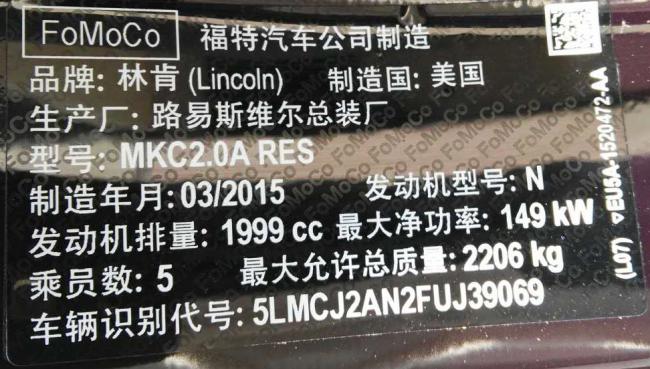 FoMoCo 福特汽车公司制造
品牌: 林肯 (Lincoln) 制造国: 美国
生产厂: 路易斯维尔总装厂
型号: MKC2.0A RES
制造年月: 03/2015 发动机型号: N
发动机排量: 1999 cc 最大净功率: 149 kW
乘员数: 5 最大允许总质量: 2206 kg
车辆识别代号: 5LMCJ2AN2FUJ39069
EU5A-1520472-AA
(L07)